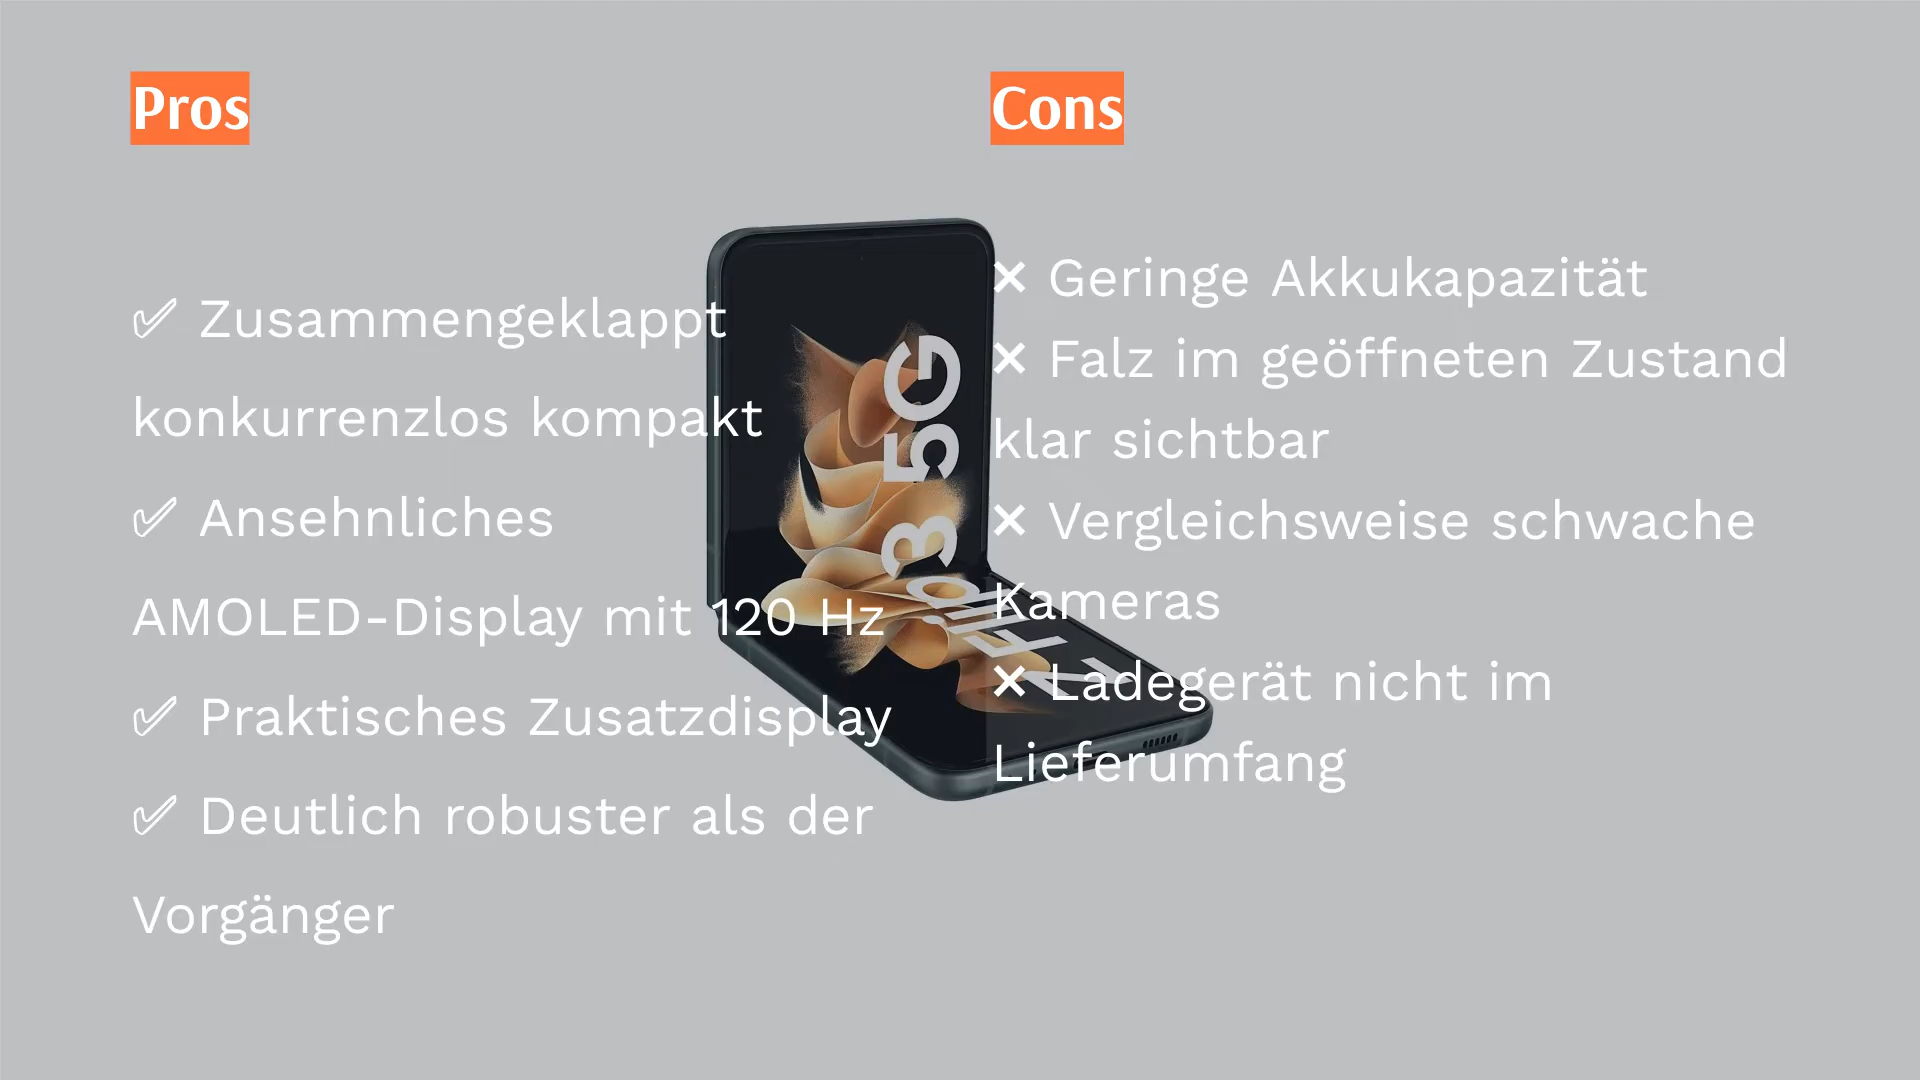 Pros
✅ Zusammengeklappt
konkurrenzlos kompakt
✅ Ansehnliches
AMOLED-Display mit 120 Hz
✅ Praktisches Zusatzdisplay
✅ Deutlich robuster als der
Vorgänger
Cons
❌ Geringe Akkukapazität
❌ Falz im geöffneten Zustand
klar sichtbar
❌ Vergleichsweise schwache
Kameras
❌ Ladegerät nicht im
Lieferumfang
Z Flip3 5G